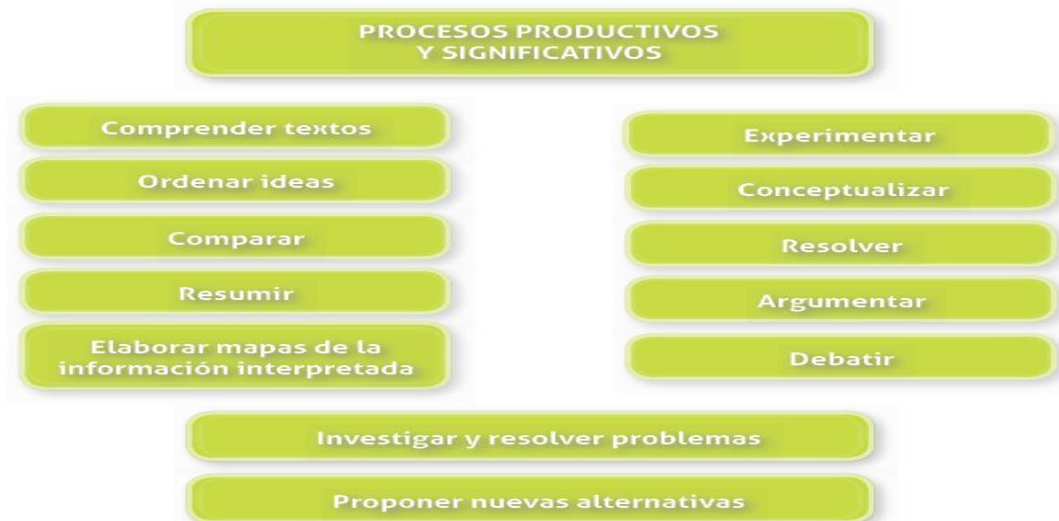 PROCESOS PRODUCTIVOS
Y SIGNIFICATIVOS
Comprender textos
Ordenar ideas
Comparar
Resumir
Elaborar mapas de la
información interpretada
Experimentar
Conceptualizar
Resolver
Argumentar
Debatir
Investigar y resolver problemas
Proponer nuevas alternativas